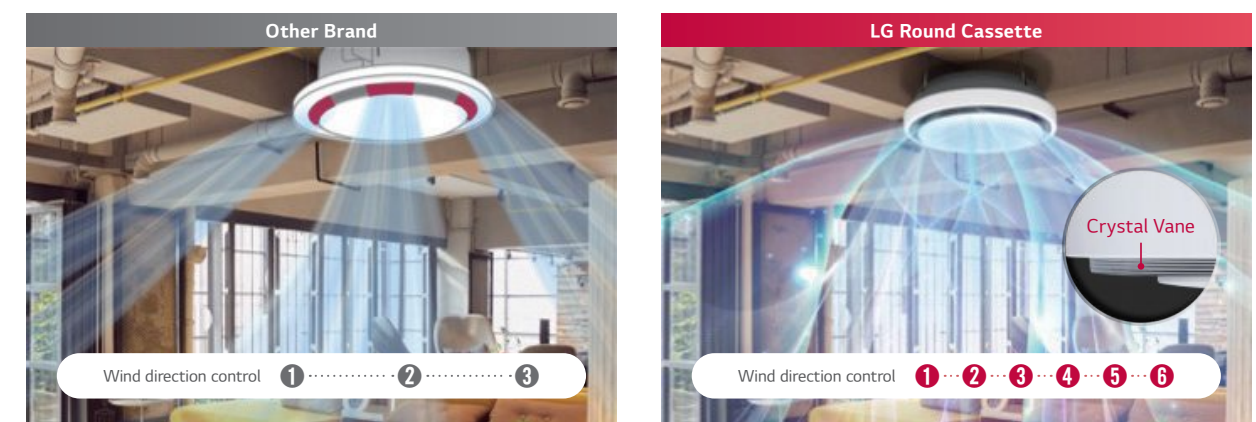 Other Brand
Wind direction control 1 2 3
LG Round Cassette
Crystal Vane
Wind direction control 1 2 3 4 5 6